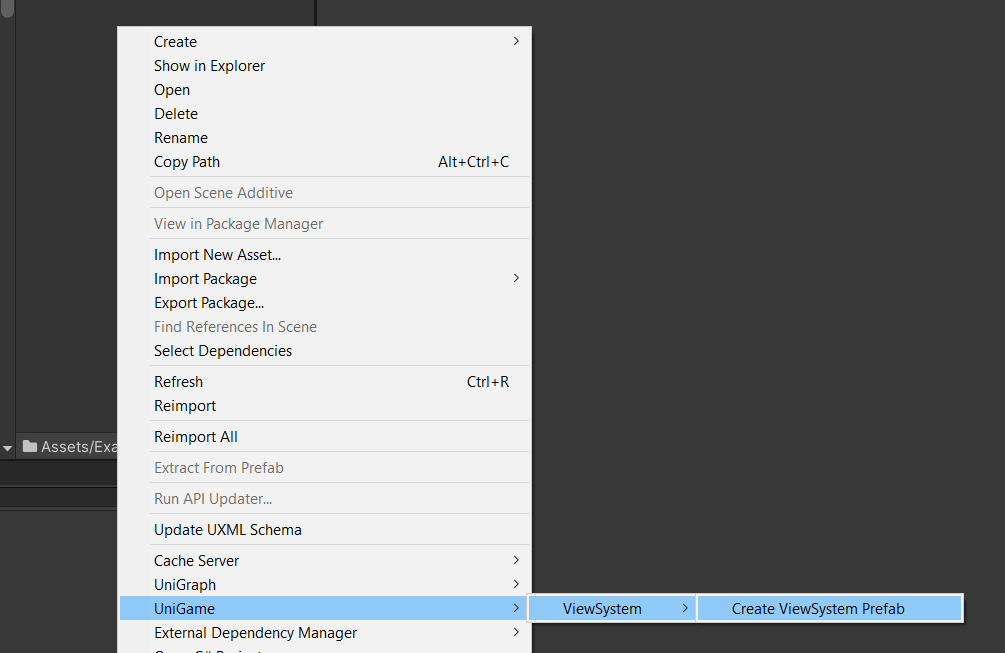 Create
Show in Explorer
Open
Delete
Rename
Copy Path Alt+Ctrl+C
Open Scene Additive
View in Package Manager
Import New Asset...
Import Package
Export Package...
Find References In Scene
Select Dependencies
Refresh Ctrl+R
Reimport
Assets/Exa
Reimport All
Extract From Prefab
Run API Updater...
Update UXML Schema
Cache Server
UniGraph
UniGame ViewSystem Create ViewSystem Prefab
External Dependency Manager